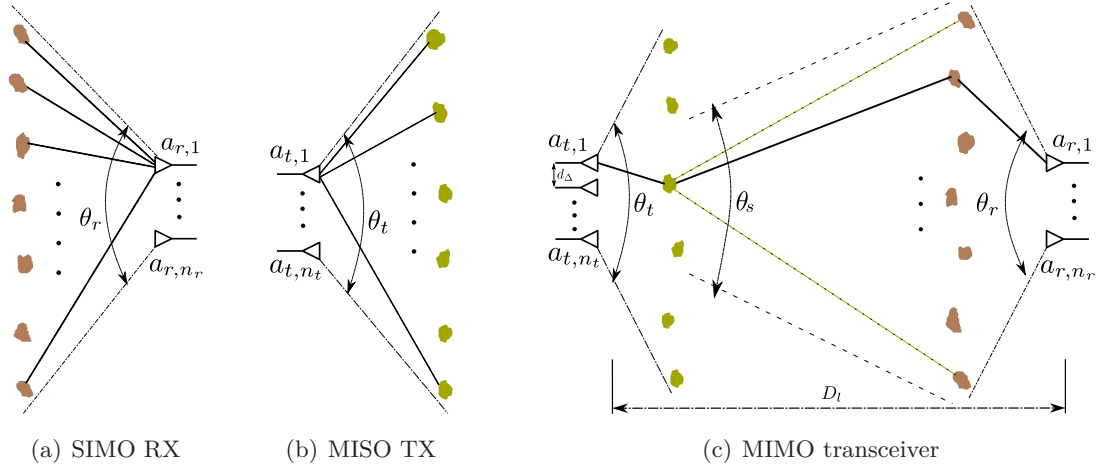 a_{r,1}
θ_r
a_{r,n_r}
(a) SIMO RX
a_{t,1}
θ_t
a_{t,n_t}
(b) MISO TX
a_{t,1}
d_Δ
a_{t,n_t}
θ_t
θ_s
θ_r
a_{r,1}
a_{r,n_r}
D_l
(c) MIMO transceiver